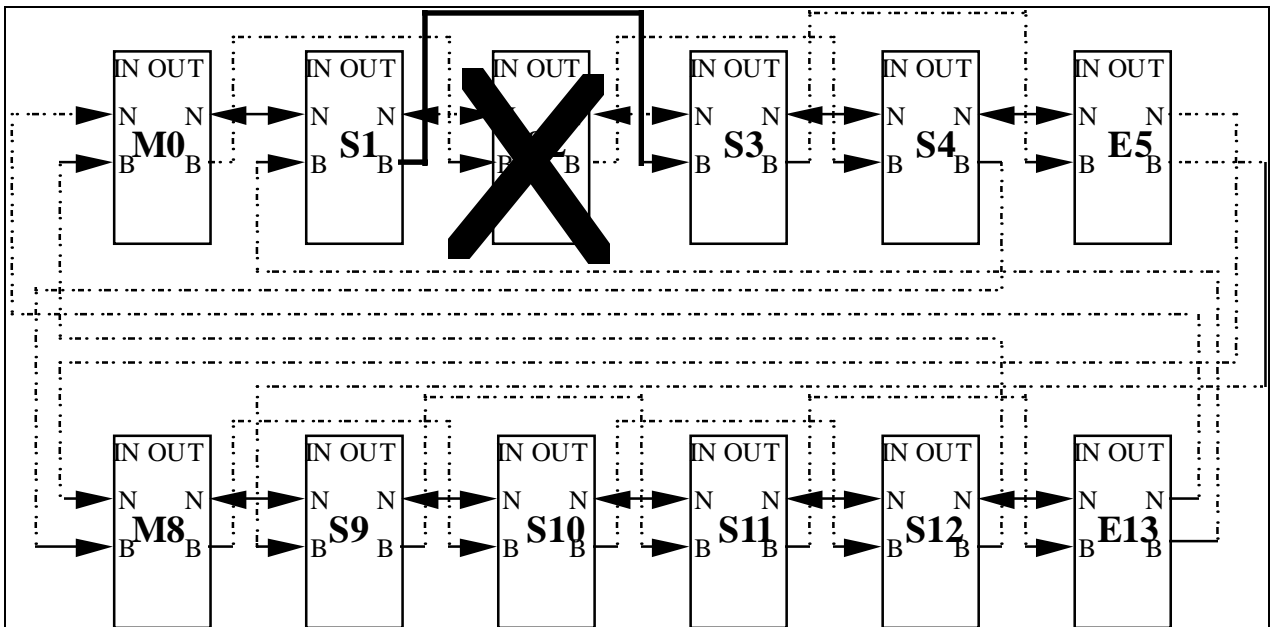 IN OUT IN OUT IN OUT IN OUT IN OUT IN OUT
N N N N N N N N N N N
M0 S1 S3 S4 E5
B B B B B B B B B B B B
IN OUT IN OUT IN OUT IN OUT IN OUT IN OUT
N N N N N N N N N N N N
M8 S9 S10 S11 S12 E13
B B B B B B B B B B B B